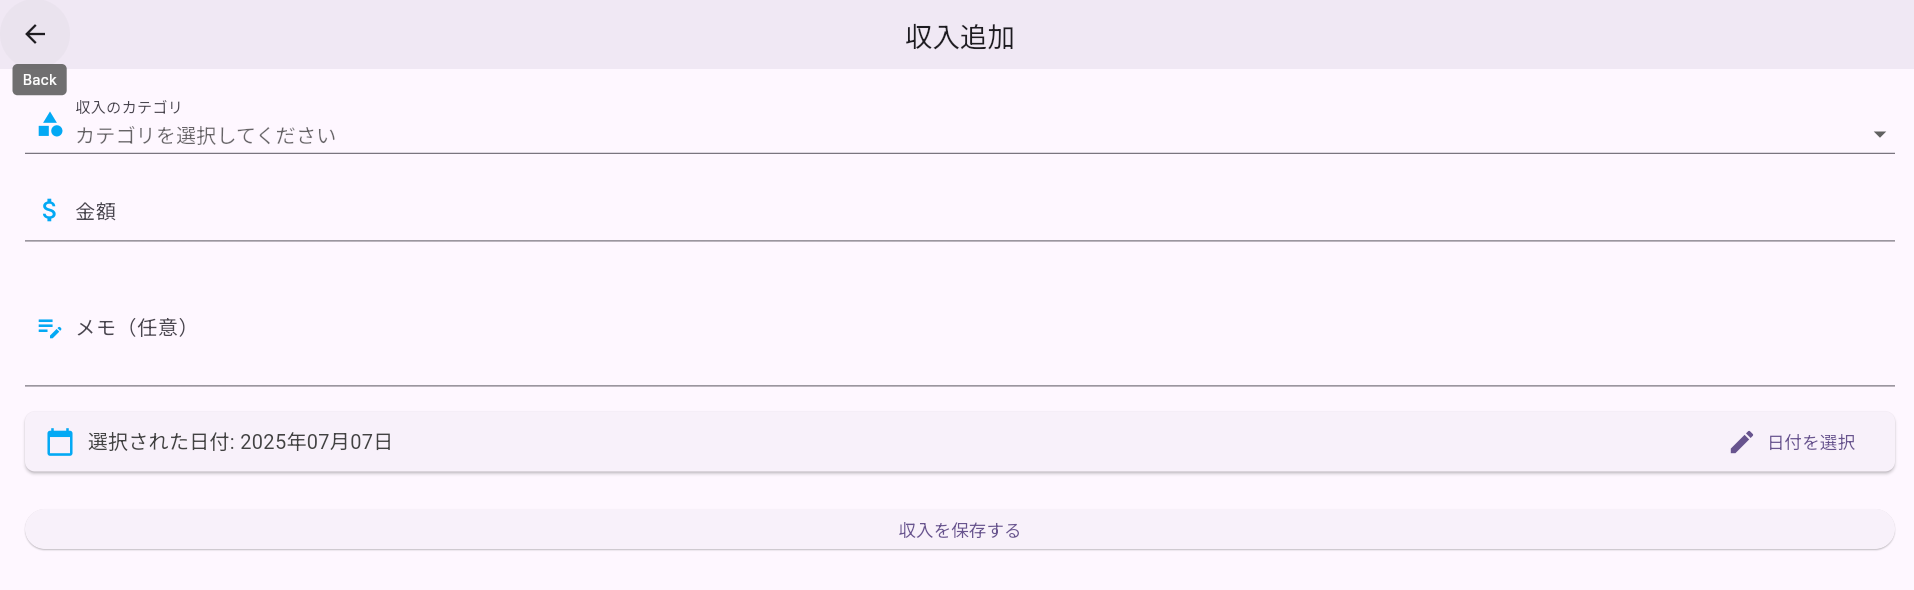 収入追加
Back
収入のカテゴリ
カテゴリを選択してください
金額
メモ（任意）
選択された日付: 2025年07月07日
日付を選択
収入を保存する